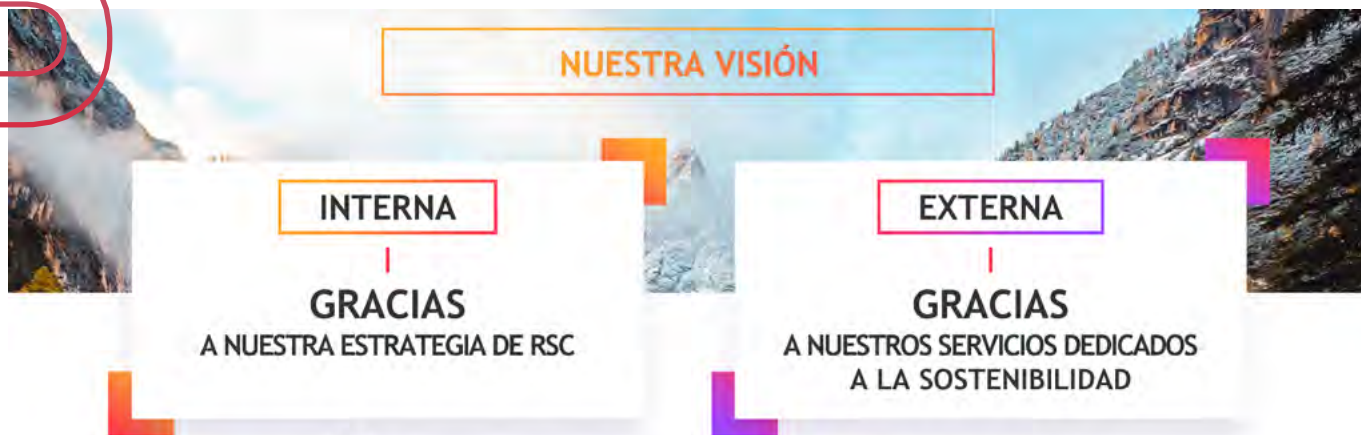 NUESTRA VISIÓN
INTERNA
GRACIAS
A NUESTRA ESTRATEGIA DE RSC
EXTERNA
GRACIAS
A NUESTROS SERVICIOS DEDICADOS
A LA SOSTENIBILIDAD